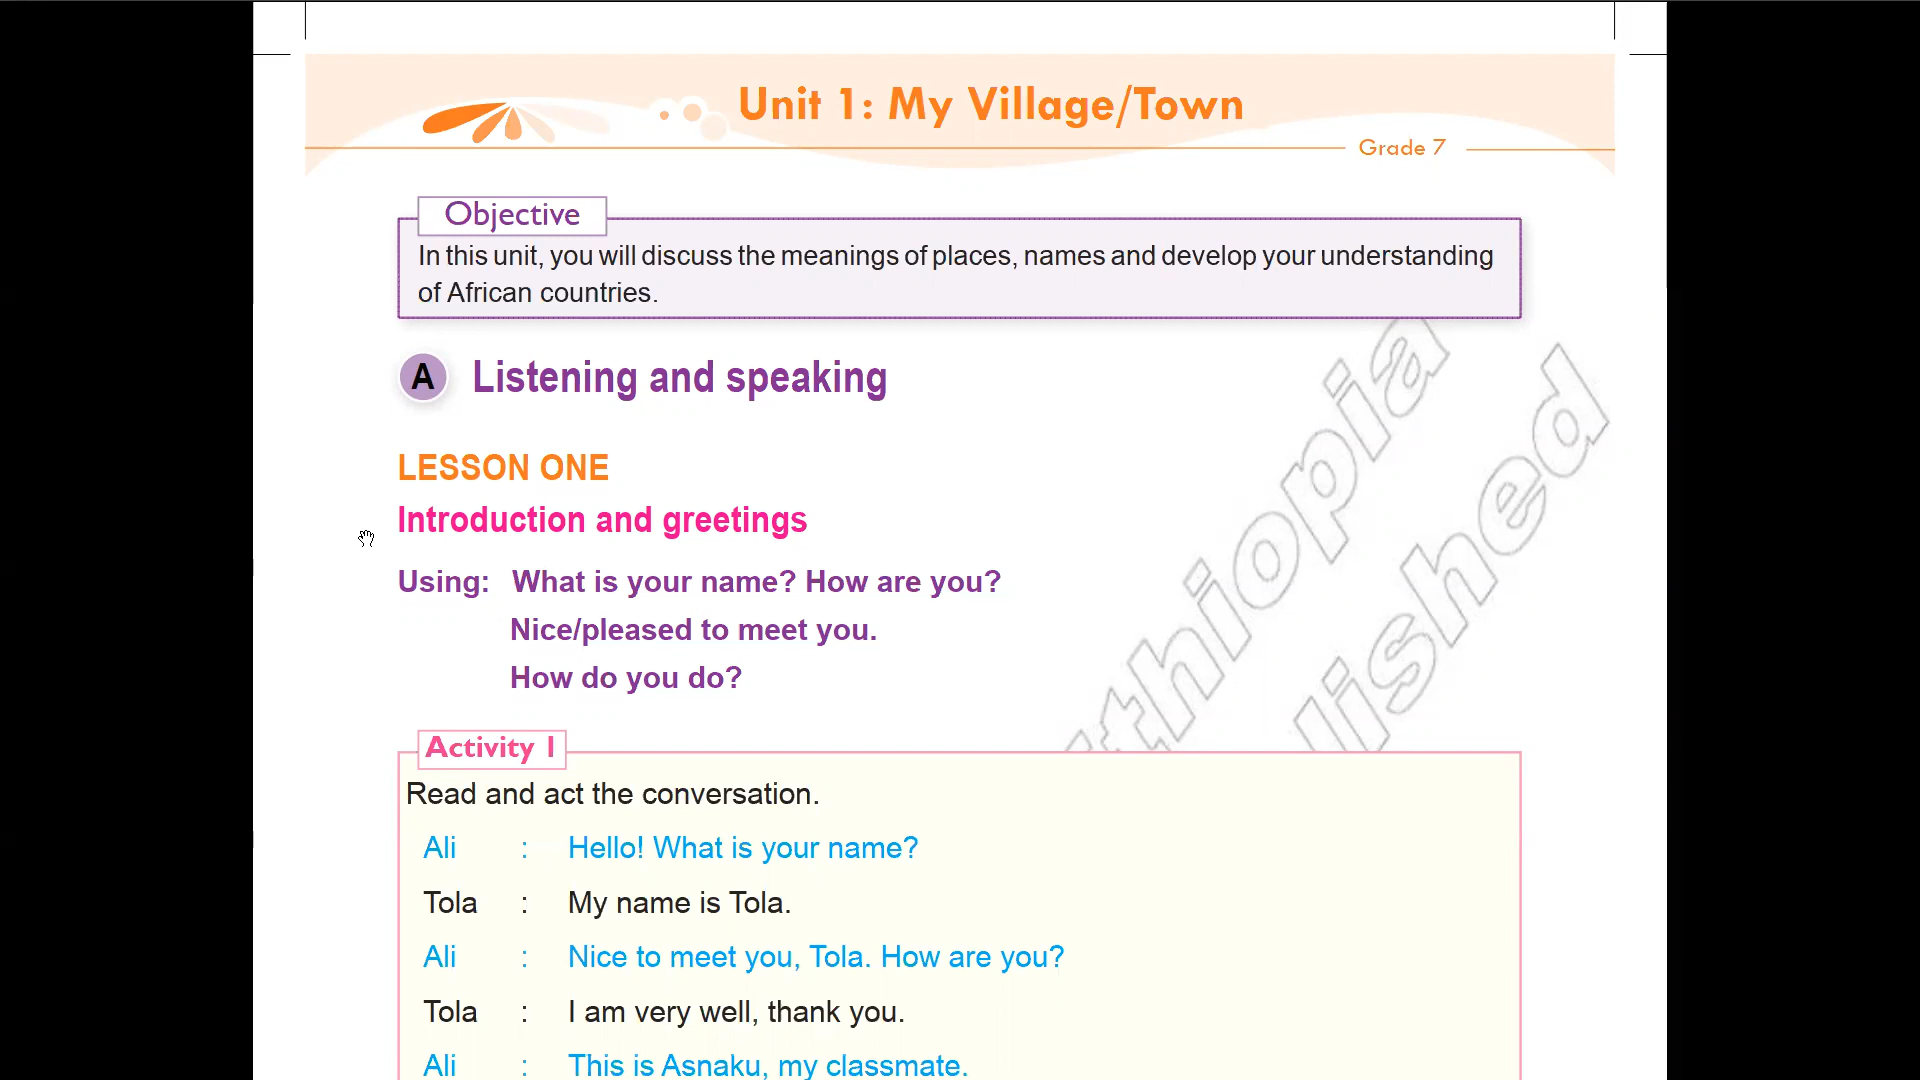 Unit 1: My Village/Town
Grade 7
Objective
In this unit, you will discuss the meanings of places, names and develop your understanding
of African countries.
A Listening and speaking
LESSON ONE
Introduction and greetings
Using: What is your name? How are you?
Nice/pleased to meet you.
How do you do?
Activity 1
Read and act the conversation.
Ali : Hello! What is your name?
Tola : My name is Tola.
Ali : Nice to meet you, Tola. How are you?
Tola : I am very well, thank you.
Ali : This is Asnaku, my classmate.
thiopia
lished